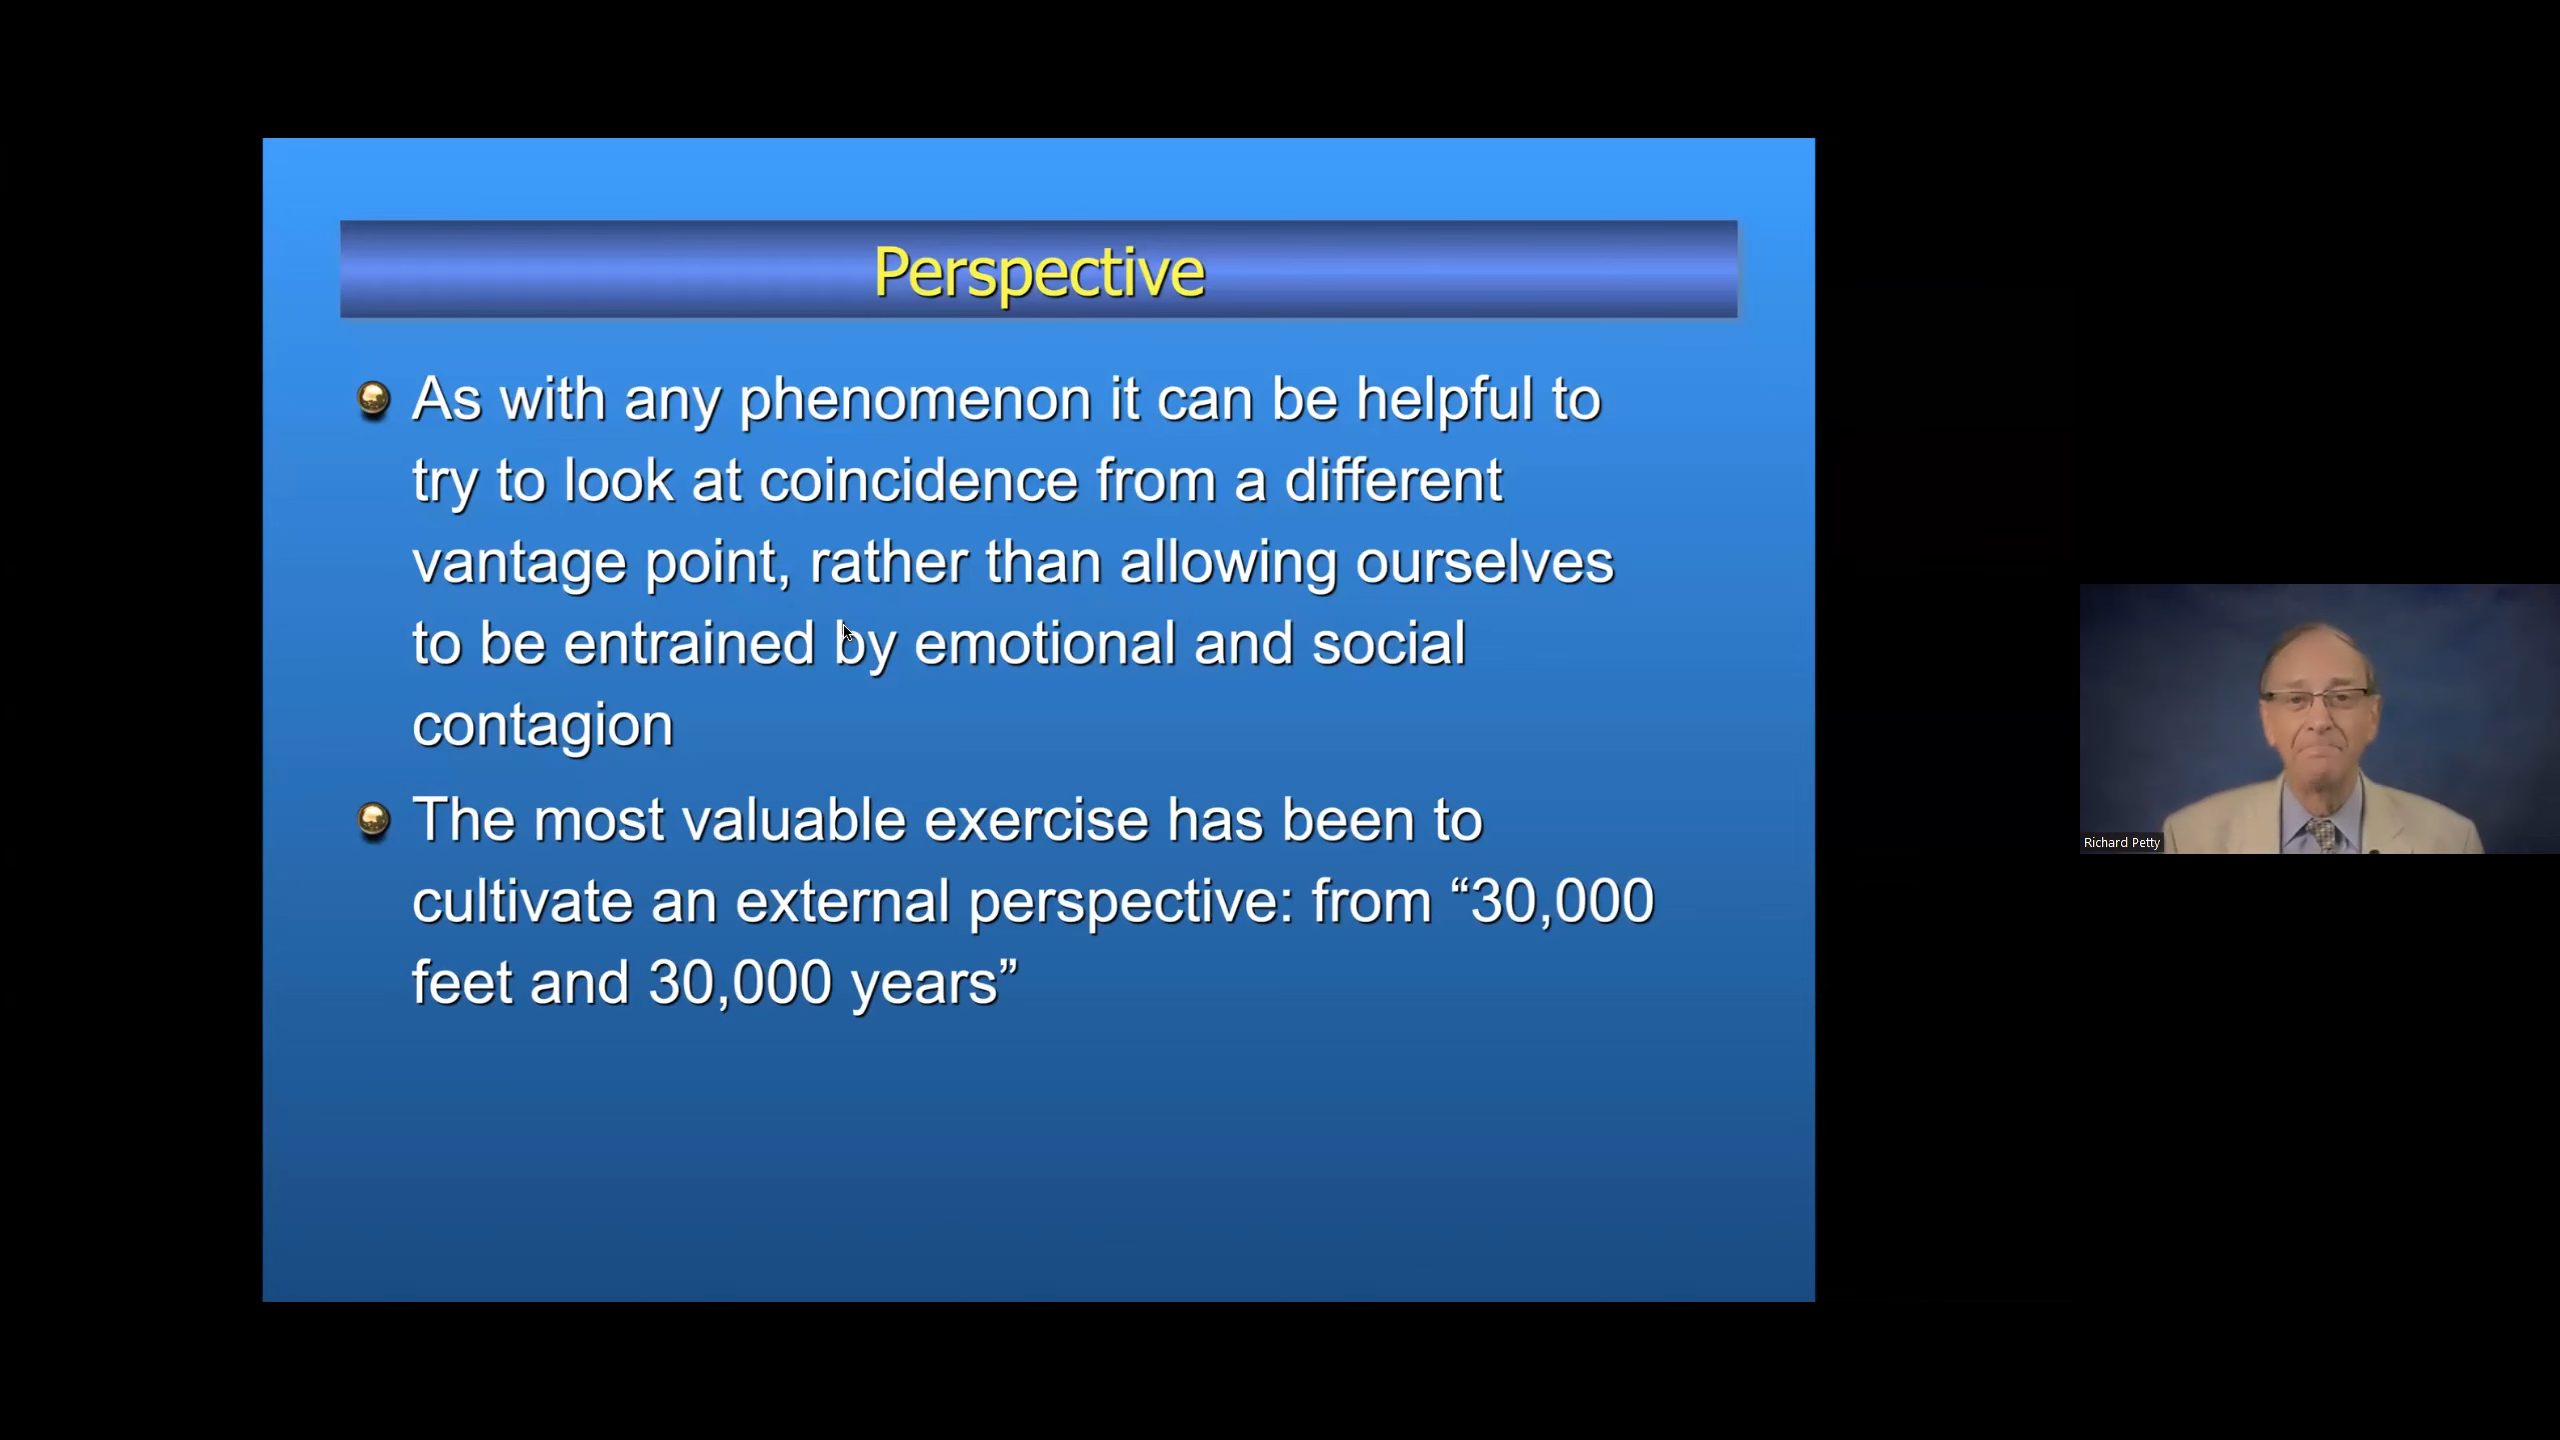 Perspective
As with any phenomenon it can be helpful to
try to look at coincidence from a different
vantage point, rather than allowing ourselves
to be entrained by emotional and social
contagion
The most valuable exercise has been to
cultivate an external perspective: from “30,000
feet and 30,000 years”
Richard Petty